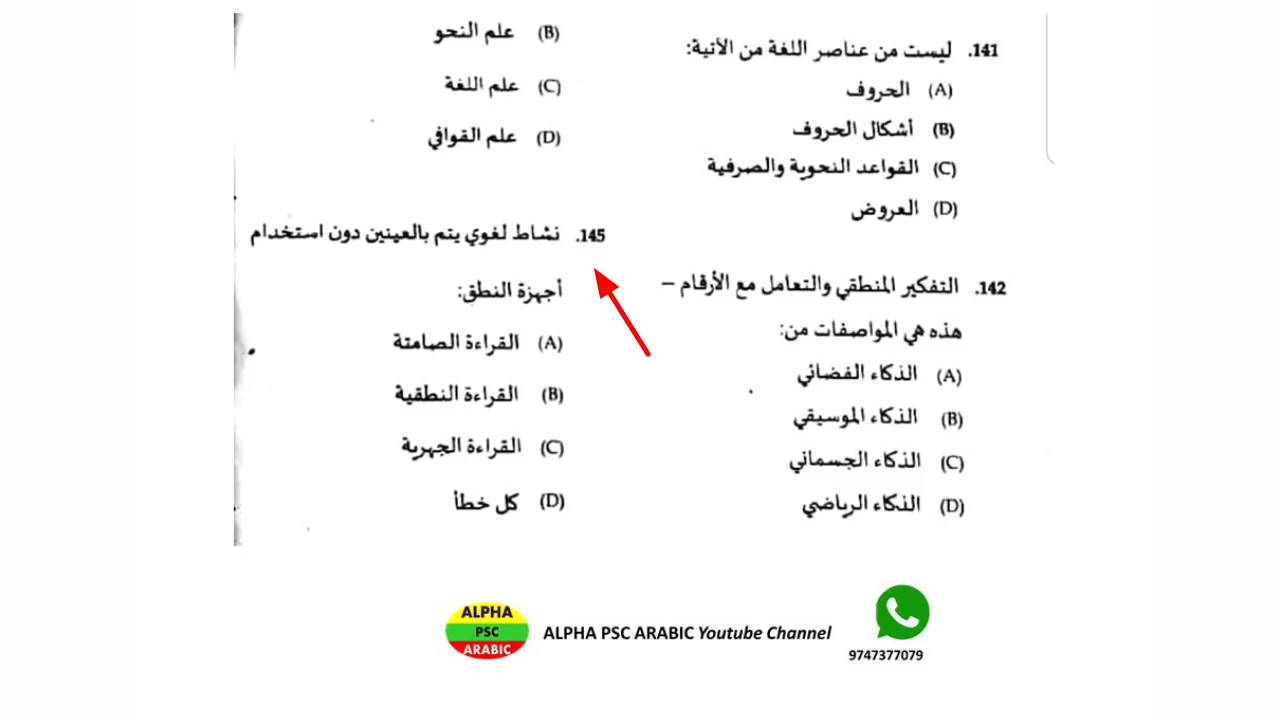 141. ليست من عناصر اللغة من الآتية:
(A) الحروف
(B) أشكال الحروف
(C) القواعد النحوية والصرفية
(D) العروض
142. التفكير المنطقي والتعامل مع الأرقام –
هذه هي المواصفات من:
(A) الذكاء الفضائي
(B) الذكاء الموسيقي
(C) الذكاء الجسماني
(D) الذكاء الرياضي
(B) علم النحو
(C) علم اللغة
(D) علم القوافي
145. نشاط لغوي يتم بالعينين دون استخدام
أجهزة النطق:
(A) القراءة الصامتة
(B) القراءة النطقية
(C) القراءة الجهرية
(D) كل خطأ
ALPHA
PSC
ARABIC
ALPHA PSC ARABIC Youtube Channel
9747377079